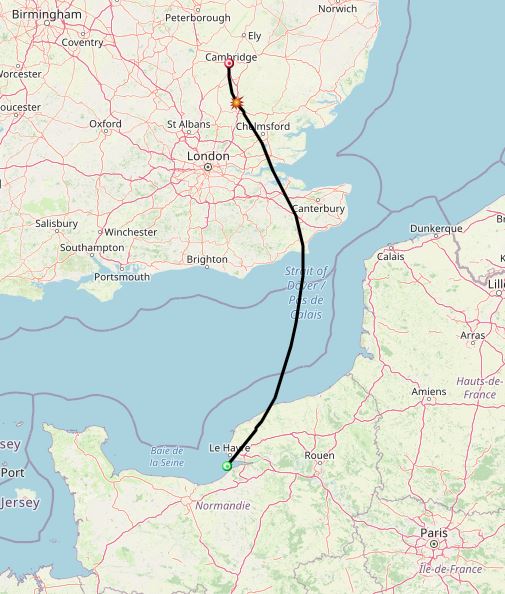 Birmingham
Peterborough
Norwich
Coventry
Ely
Worcester
Cambridge
oucester
Oxford
St Albans
Chelmsford
London
Canterbury
Salisbury
Winchester
Southampton
Portsmouth
Brighton
Dunkerque
Calais
Strait of
Dover /
Pas de
Calais
Lill
Arras
Hauts-de-
France
Amiens
Baie de
la Seine
Le Havre
Rouen
rsey
Port
Jersey
Normandie
Paris
Île-de-France